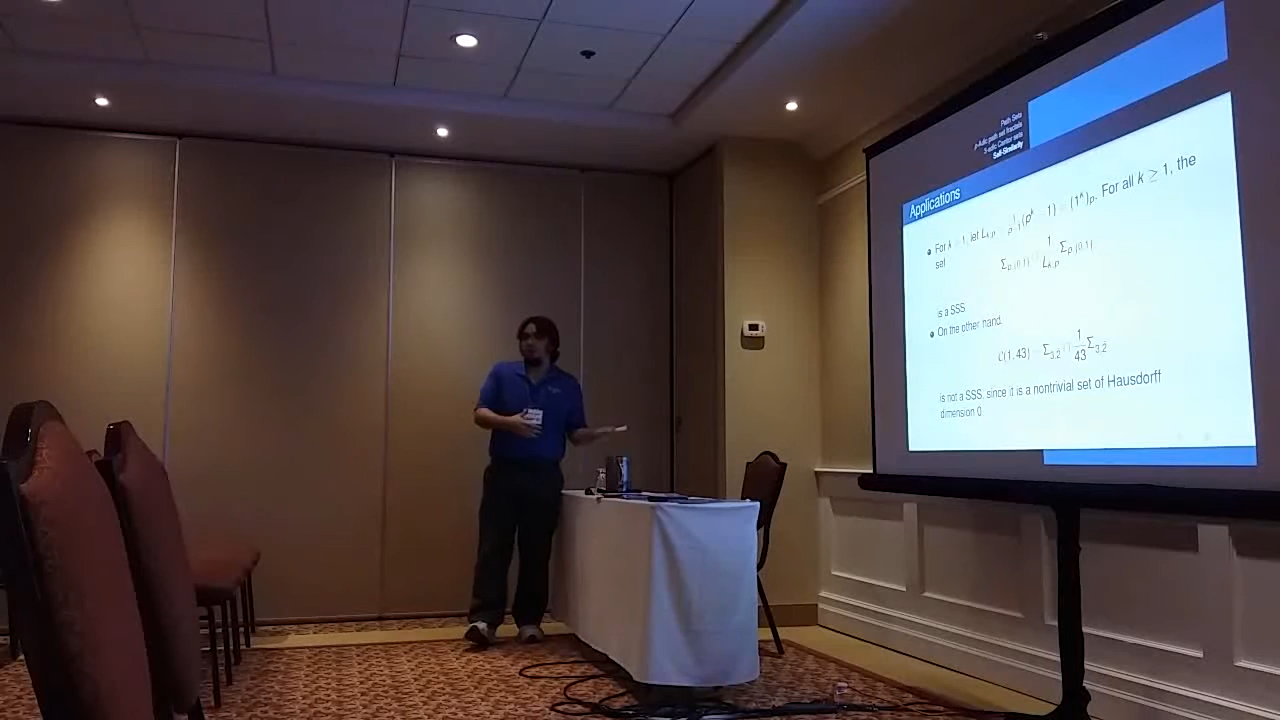 Path Sets
p-Adic path set fractals
3-adic Cantor sets
Self-Similarity
Applications
For k ≥ 1, let L_{k,p} = 1/(p-1) (p^k - 1) = (1^k)_p. For all k ≥ 1, the
set
Σ_{p,{0,1}} ∩ 1/L_{k,p} Σ_{p,{0,1}}
is a SSS.
On the other hand,
C(1, 43) = Σ_{3,2} ∩ 1/43 Σ_{3,2}
is not a SSS, since it is a nontrivial set of Hausdorff
dimension 0.